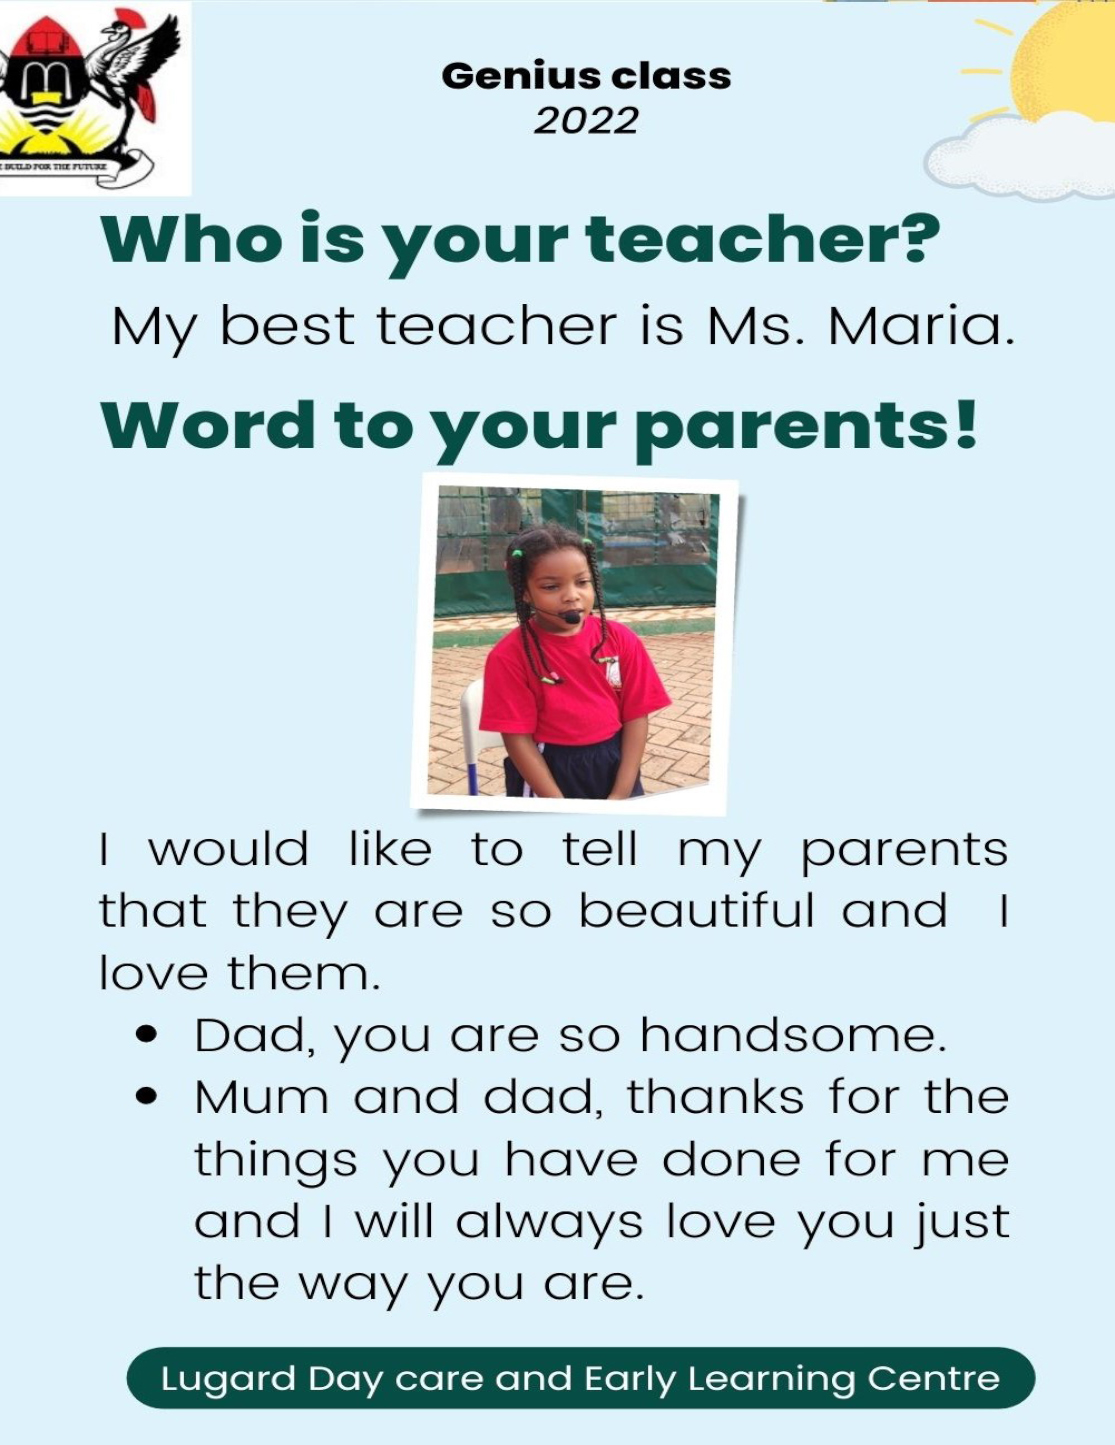 BUILD FOR THE FUTURE
Genius class
2022
Who is your teacher?
My best teacher is Ms. Maria.
Word to your parents!
I would like to tell my parents
that they are so beautiful and I
love them.
• Dad, you are so handsome.
• Mum and dad, thanks for the
things you have done for me
and I will always love you just
the way you are.
Lugard Day care and Early Learning Centre